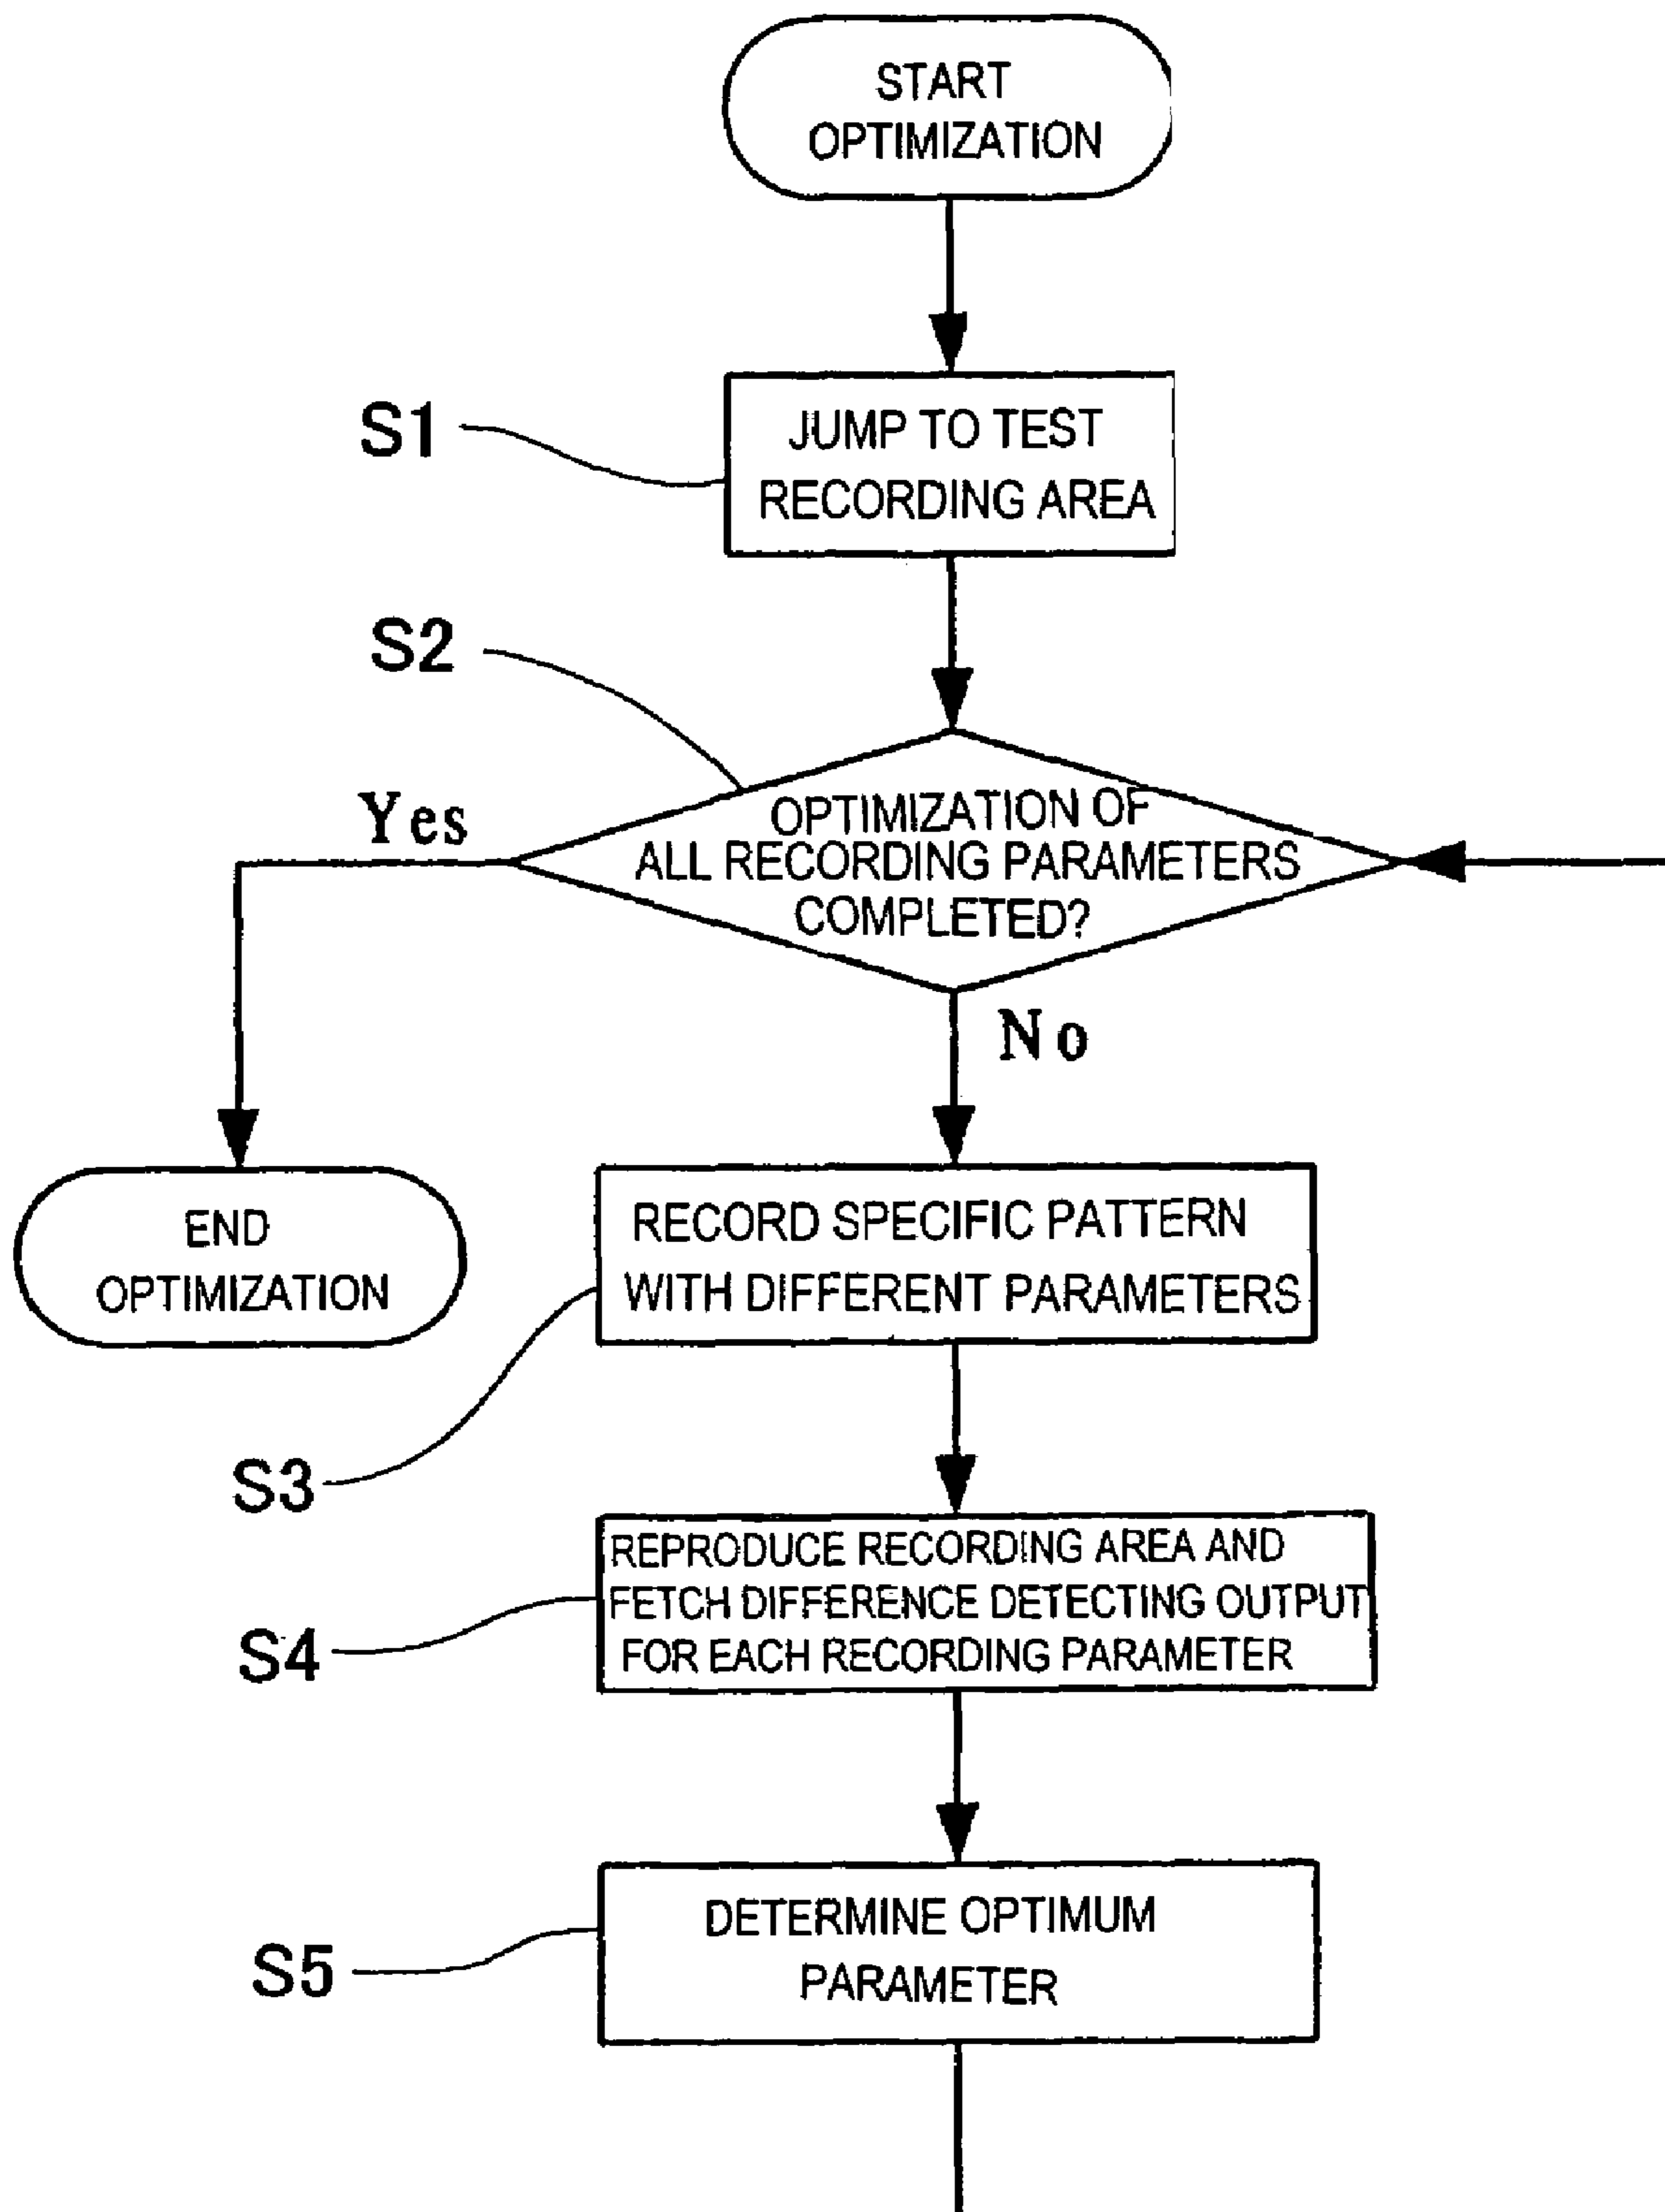 START
OPTIMIZATION
S1
JUMP TO TEST
RECORDING AREA
S2
Yes
OPTIMIZATION OF
ALL RECORDING PARAMETERS
COMPLETED?
No
END
OPTIMIZATION
RECORD SPECIFIC PATTERN
WITH DIFFERENT PARAMETERS
S3
REPRODUCE RECORDING AREA AND
FETCH DIFFERENCE DETECTING OUTPUT
FOR EACH RECORDING PARAMETER
S4
DETERMINE OPTIMUM
PARAMETER
S5